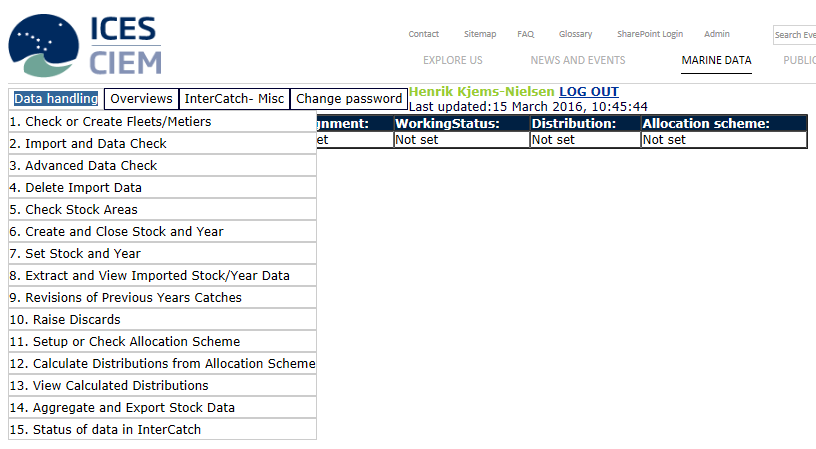 ICES
CIEM
Contact Sitemap FAQ Glossary SharePoint Login Admin
Search Eve
EXPLORE US NEWS AND EVENTS MARINE DATA PUBLIC
Data handling Overviews InterCatch- Misc Change password
Henrik Kjems-Nielsen LOG OUT
Last updated:15 March 2016, 10:45:44
gnment: WorkingStatus: Distribution: Allocation scheme:
et Not set Not set Not set
1. Check or Create Fleets/Metiers
2. Import and Data Check
3. Advanced Data Check
4. Delete Import Data
5. Check Stock Areas
6. Create and Close Stock and Year
7. Set Stock and Year
8. Extract and View Imported Stock/Year Data
9. Revisions of Previous Years Catches
10. Raise Discards
11. Setup or Check Allocation Scheme
12. Calculate Distributions from Allocation Scheme
13. View Calculated Distributions
14. Aggregate and Export Stock Data
15. Status of data in InterCatch